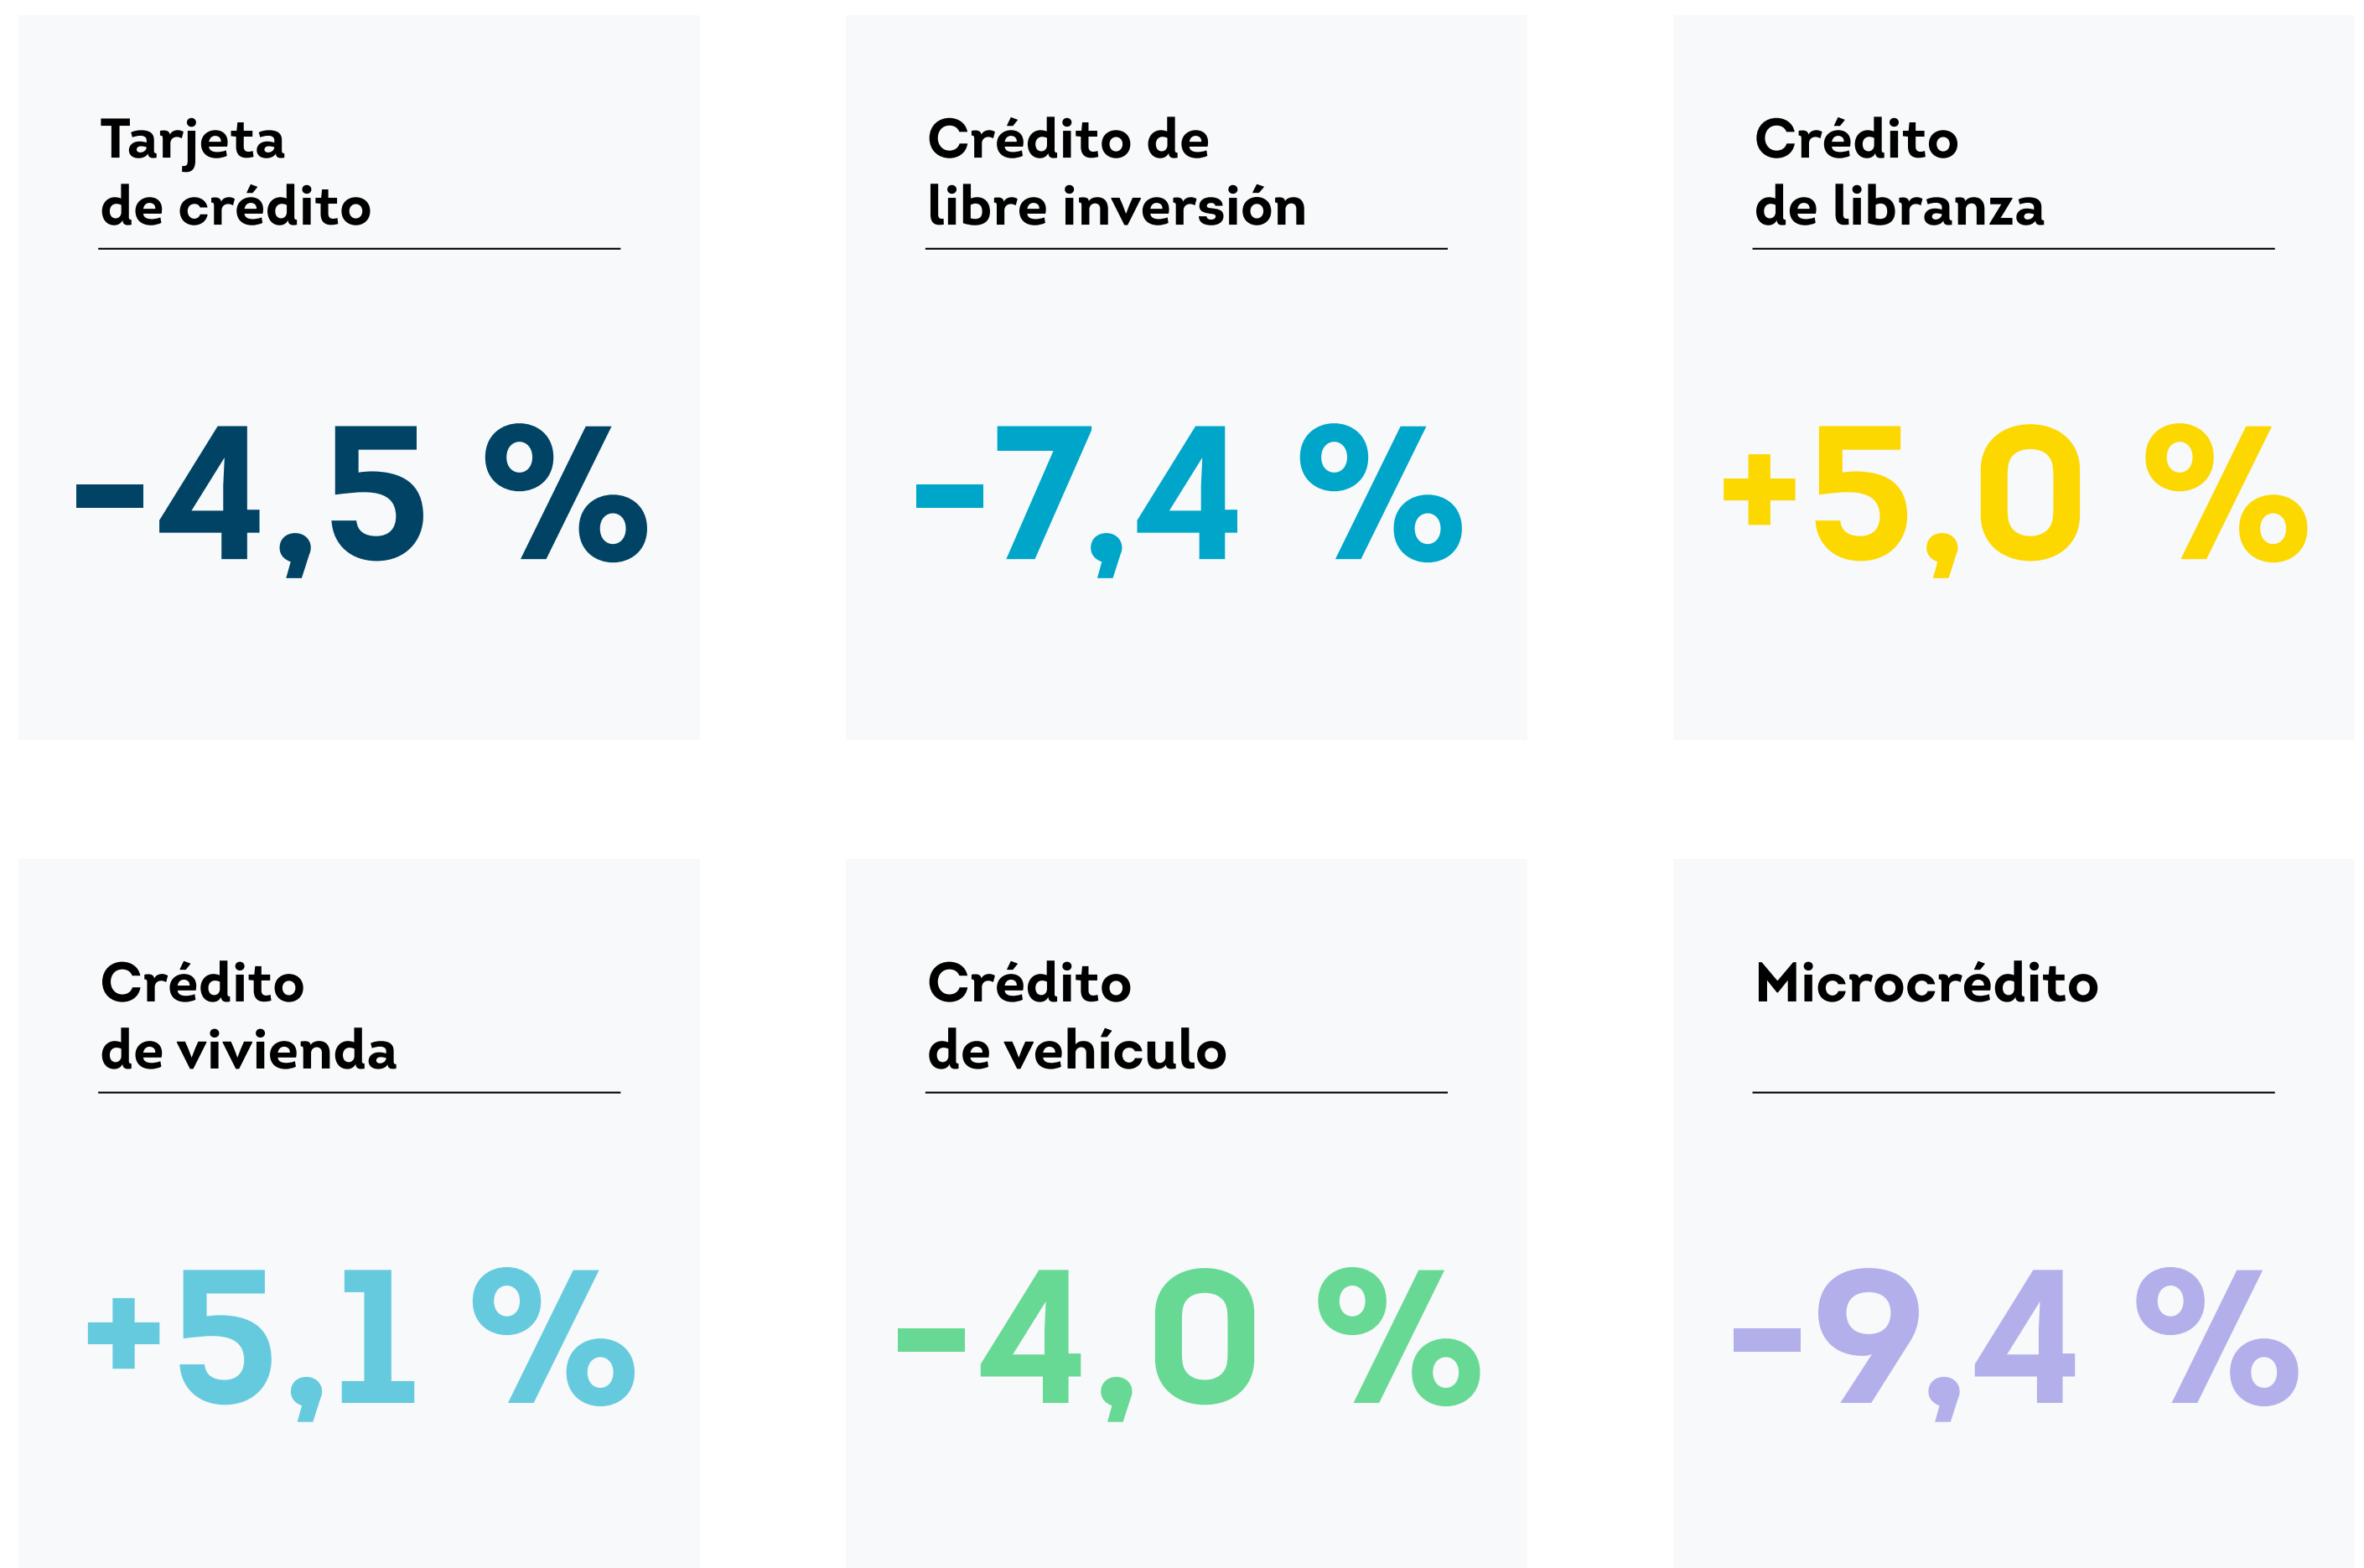 Tarjeta
de crédito
-4,5 %
Crédito de
libre inversión
-7,4 %
Crédito
de libranza
+5,0 %
Crédito
de vivienda
+5,1 %
Crédito
de vehículo
-4,0 %
Microcrédito
-9,4 %